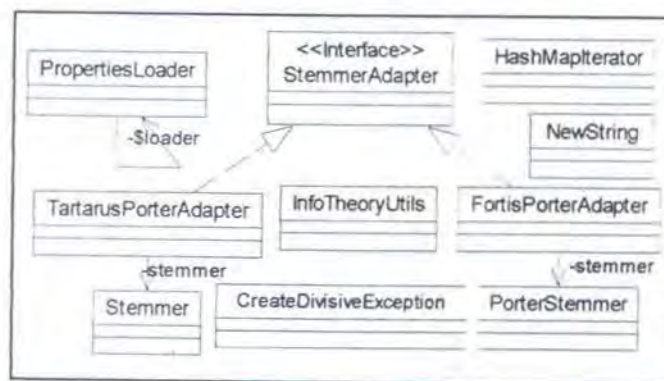 <<Interface>>
StemmerAdapter
PropertiesLoader
HashMapIterator
-$loader
NewString
TartarusPorterAdapter
InfoTheoryUtils
FortisPorterAdapter
-stemmer
-stemmer
Stemmer
CreateDivisiveException
PorterStemmer